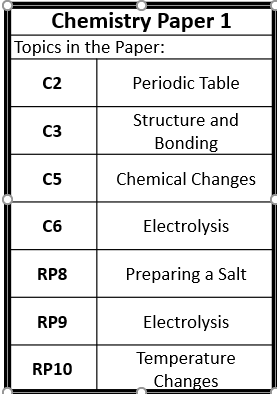 Chemistry Paper 1
Topics in the Paper:
C2 Periodic Table
C3 Structure and
Bonding
C5 Chemical Changes
C6 Electrolysis
RP8 Preparing a Salt
RP9 Electrolysis
RP10 Temperature
Changes